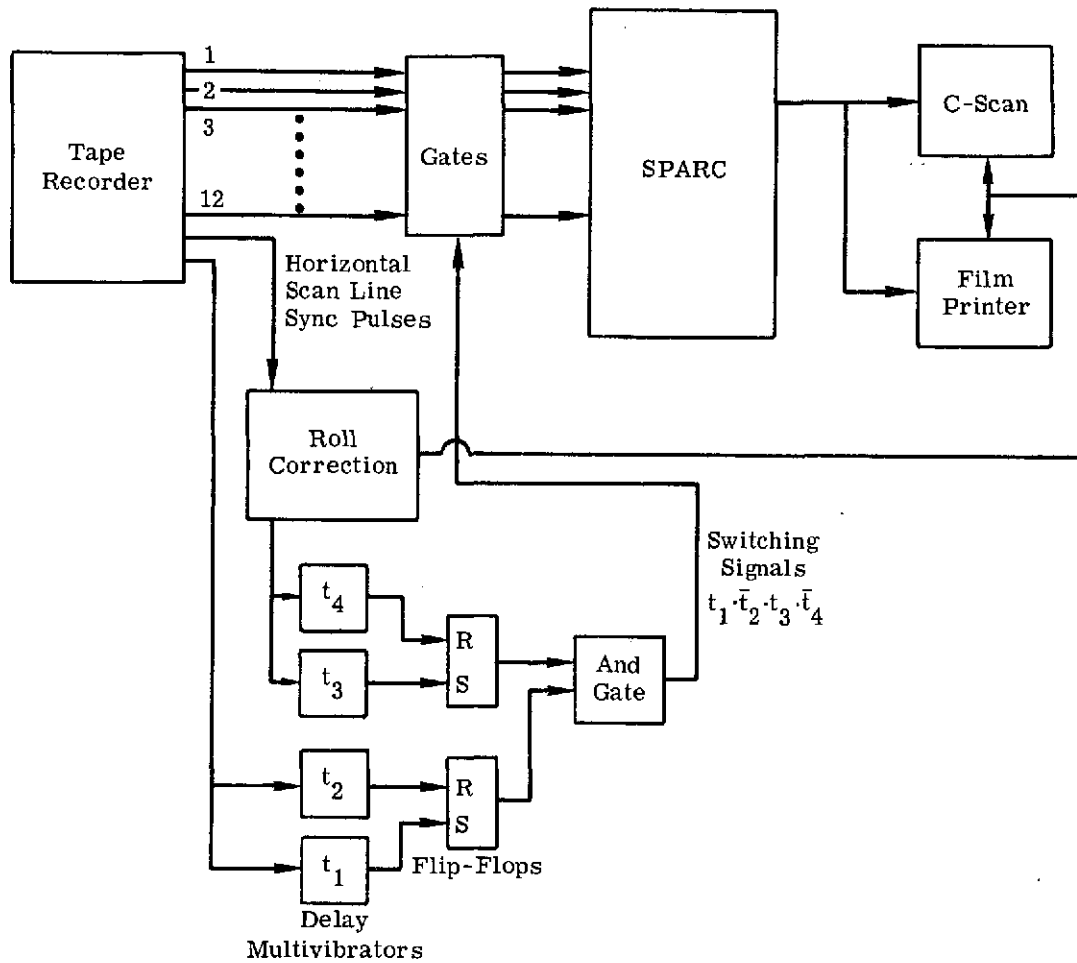 1
2
3
12
Tape
Recorder
Gates
SPARC
C-Scan
Film
Printer
Horizontal
Scan Line
Sync Pulses
Roll
Correction
Switching
Signals
t₁·t̄₂·t₃·t̄₄
t₄
t₃
R
S
And
Gate
t₂
t₁
R
S
Flip-Flops
Delay
Multivibrators